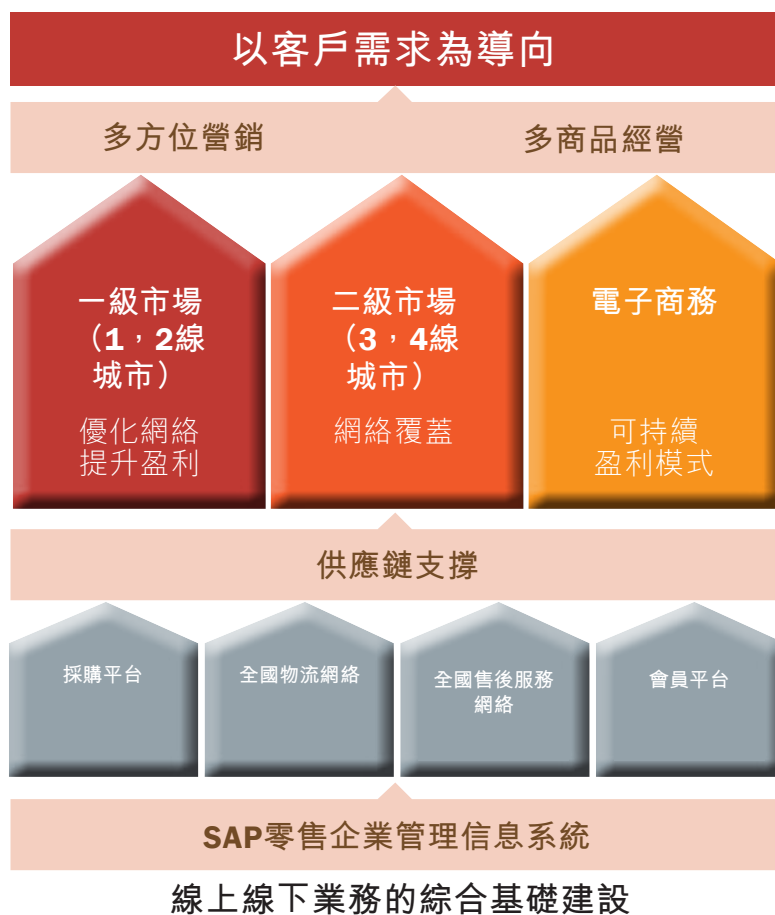 以客戶需求為導向
多方位營銷
多商品經營
一級市場
（1，2線
城市）
優化網絡
提升盈利
二級市場
（3，4線
城市）
網絡覆蓋
電子商務
可持續
盈利模式
供應鏈支撐
採購平台
全國物流網絡
全國售後服務
網絡
會員平台
SAP零售企業管理信息系統
線上線下業務的綜合基礎建設